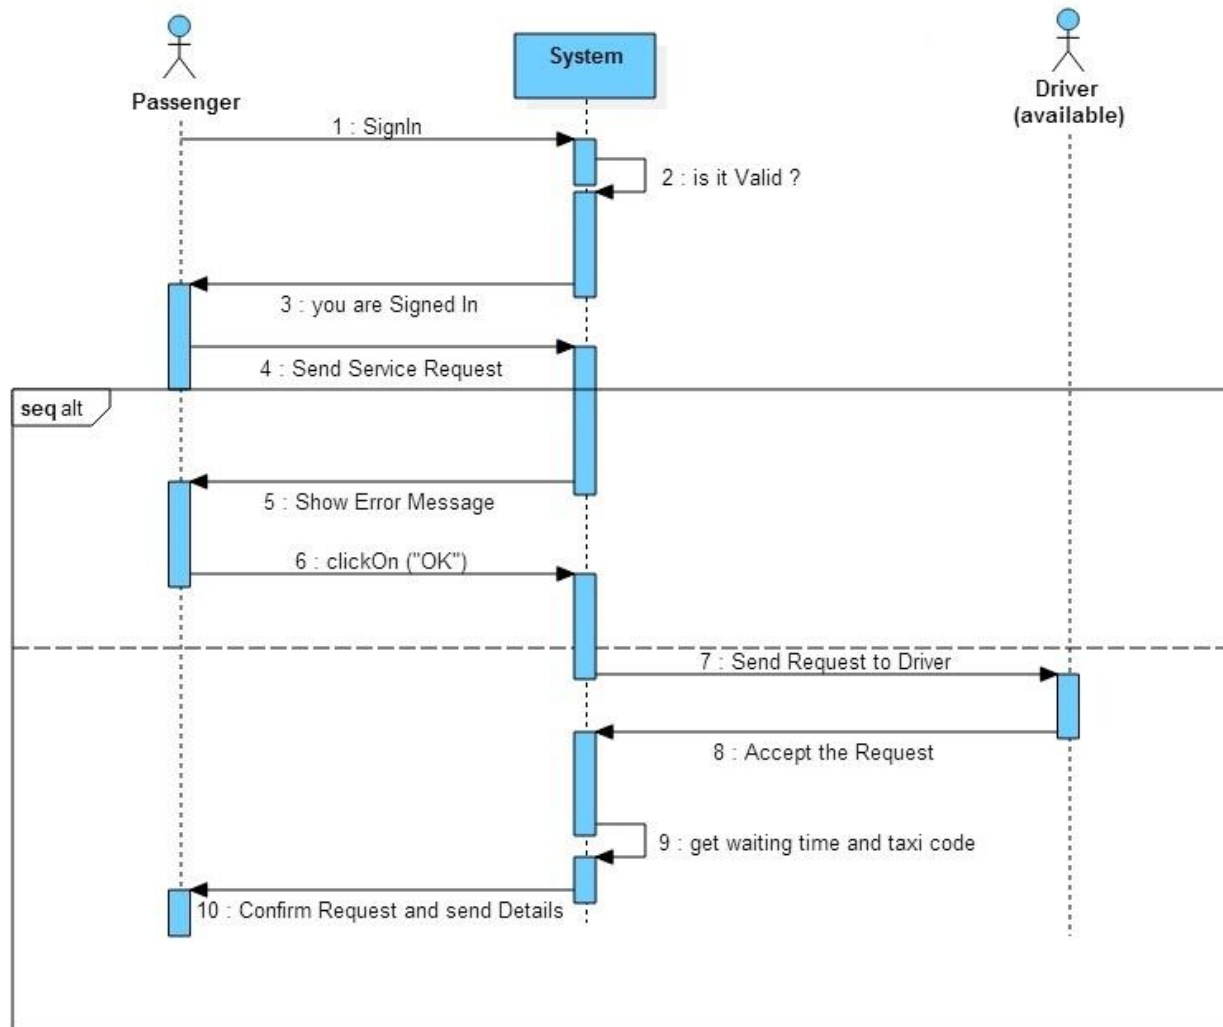 System
Passenger
Driver
(available)
1 : SignIn
2 : is it Valid ?
3 : you are Signed In
4 : Send Service Request
seq alt
5 : Show Error Message
6 : clickOn ("OK")
7 : Send Request to Driver
8 : Accept the Request
9 : get waiting time and taxi code
10 : Confirm Request and send Details